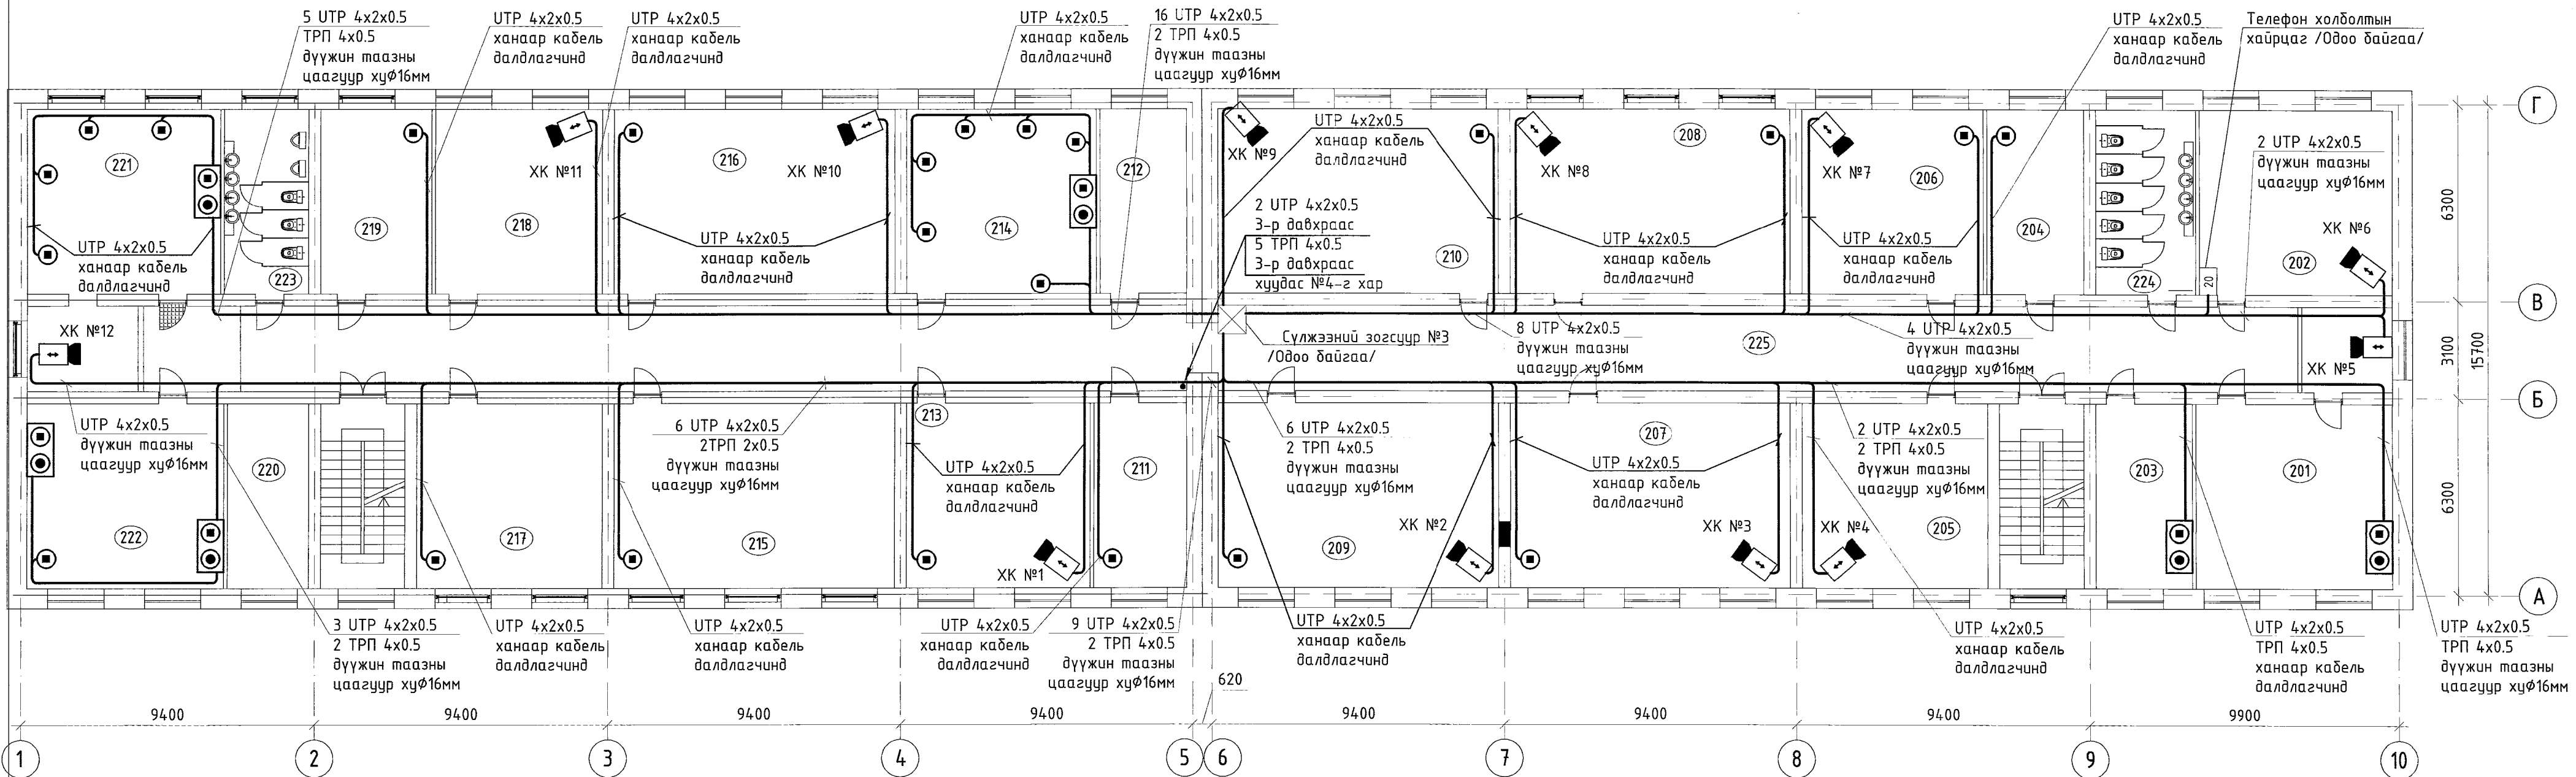 5 UTP 4x2x0.5
ТРП 4x0.5
дүүжин таазны
цаагуур хуϕ16мм
UTP 4x2x0.5
ханаар кабель
далдлагчинд
UTP 4x2x0.5
ханаар кабель
далдлагчинд
UTP 4x2x0.5
ханаар кабель
далдлагчинд
16 UTP 4x2x0.5
2 ТРП 4x0.5
дүүжин таазны
цаагуур хуϕ16мм
UTP 4x2x0.5
ханаар кабель
далдлагчинд
Телефон холболтын
хайрцаг /Одоо байгаа/
Г
221
UTP 4x2x0.5
ханаар кабель
далдлагчинд
223
219
ХК №11
218
216
ХК №10
UTP 4x2x0.5
ханаар кабель
далдлагчинд
214
212
ХК №9
UTP 4x2x0.5
ханаар кабель
далдлагчинд
2 UTP 4x2x0.5
3-р давхраас
5 ТРП 4x0.5
3-р давхраас
хуудас №4-г хар
210
ХК №8
208
UTP 4x2x0.5
ханаар кабель
далдлагчинд
ХК №7
206
UTP 4x2x0.5
ханаар кабель
далдлагчинд
204
224
20
2 UTP 4x2x0.5
дүүжин таазны
цаагуур хуϕ16мм
ХК №6
202
6300
В
ХК №12
Сүлжээний зогсуур №3
/Одоо байгаа/
8 UTP 4x2x0.5
дүүжин таазны
цаагуур хуϕ16мм
225
4 UTP 4x2x0.5
дүүжин таазны
цаагуур хуϕ16мм
ХК №5
3100
15700
Б
UTP 4x2x0.5
дүүжин таазны
цаагуур хуϕ16мм
222
220
217
6 UTP 4x2x0.5
2ТРП 2x0.5
дүүжин таазны
цаагуур хуϕ16мм
215
213
UTP 4x2x0.5
ханаар кабель
далдлагчинд
ХК №1
211
6 UTP 4x2x0.5
2 ТРП 4x0.5
дүүжин таазны
цаагуур хуϕ16мм
ХК №2
209
207
UTP 4x2x0.5
ханаар кабель
далдлагчинд
ХК №3
ХК №4
2 UTP 4x2x0.5
2 ТРП 4x0.5
дүүжин таазны
цаагуур хуϕ16мм
205
203
201
6300
А
3 UTP 4x2x0.5
2 ТРП 4x0.5
дүүжин таазны
цаагуур хуϕ16мм
UTP 4x2x0.5
ханаар кабель
далдлагчинд
UTP 4x2x0.5
ханаар кабель
далдлагчинд
UTP 4x2x0.5
ханаар кабель
далдлагчинд
9 UTP 4x2x0.5
2 ТРП 4x0.5
дүүжин таазны
цаагуур хуϕ16мм
UTP 4x2x0.5
ханаар кабель
далдлагчинд
UTP 4x2x0.5
ханаар кабель
далдлагчинд
UTP 4x2x0.5
ТРП 4x0.5
ханаар кабель
далдлагчинд
UTP 4x2x0.5
ТРП 4x0.5
дүүжин таазны
цаагуур хуϕ16мм
620
9400
9400
9400
9400
9400
9400
9400
9900
1
2
3
4
5
6
7
8
9
10